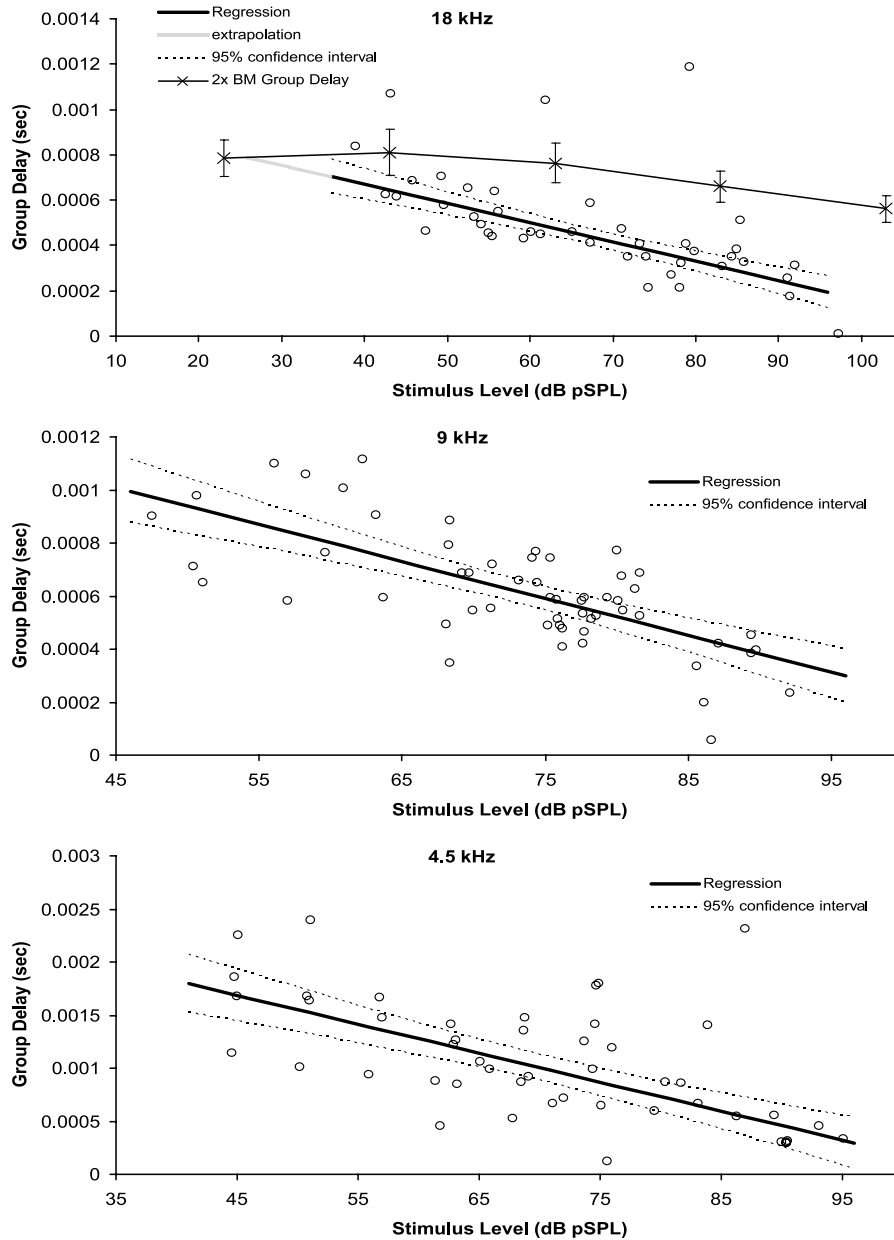 18 kHz
Regression
extrapolation
95% confidence interval
2x BM Group Delay
Group Delay (sec)
0.0014
0.0012
0.001
0.0008
0.0006
0.0004
0.0002
0
10 20 30 40 50 60 70 80 90 100
Stimulus Level (dB pSPL)
9 kHz
Regression
95% confidence interval
Group Delay (sec)
0.0012
0.001
0.0008
0.0006
0.0004
0.0002
0
45 55 65 75 85 95
Stimulus Level (dB pSPL)
4.5 kHz
Regression
95% confidence interval
Group Delay (sec)
0.003
0.0025
0.002
0.0015
0.001
0.0005
0
35 45 55 65 75 85 95
Stimulus Level (dB pSPL)